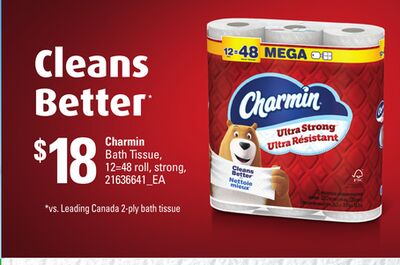 Cleans
Better*
$18
Charmin
Bath Tissue,
12=48 roll, strong,
21636641_EA
*vs. Leading Canada 2-ply bath tissue
12=48 MEGA
Charmin
Ultra Strong
Ultra Résistant
Cleans
Better*
Nettoie
mieux*
FSC